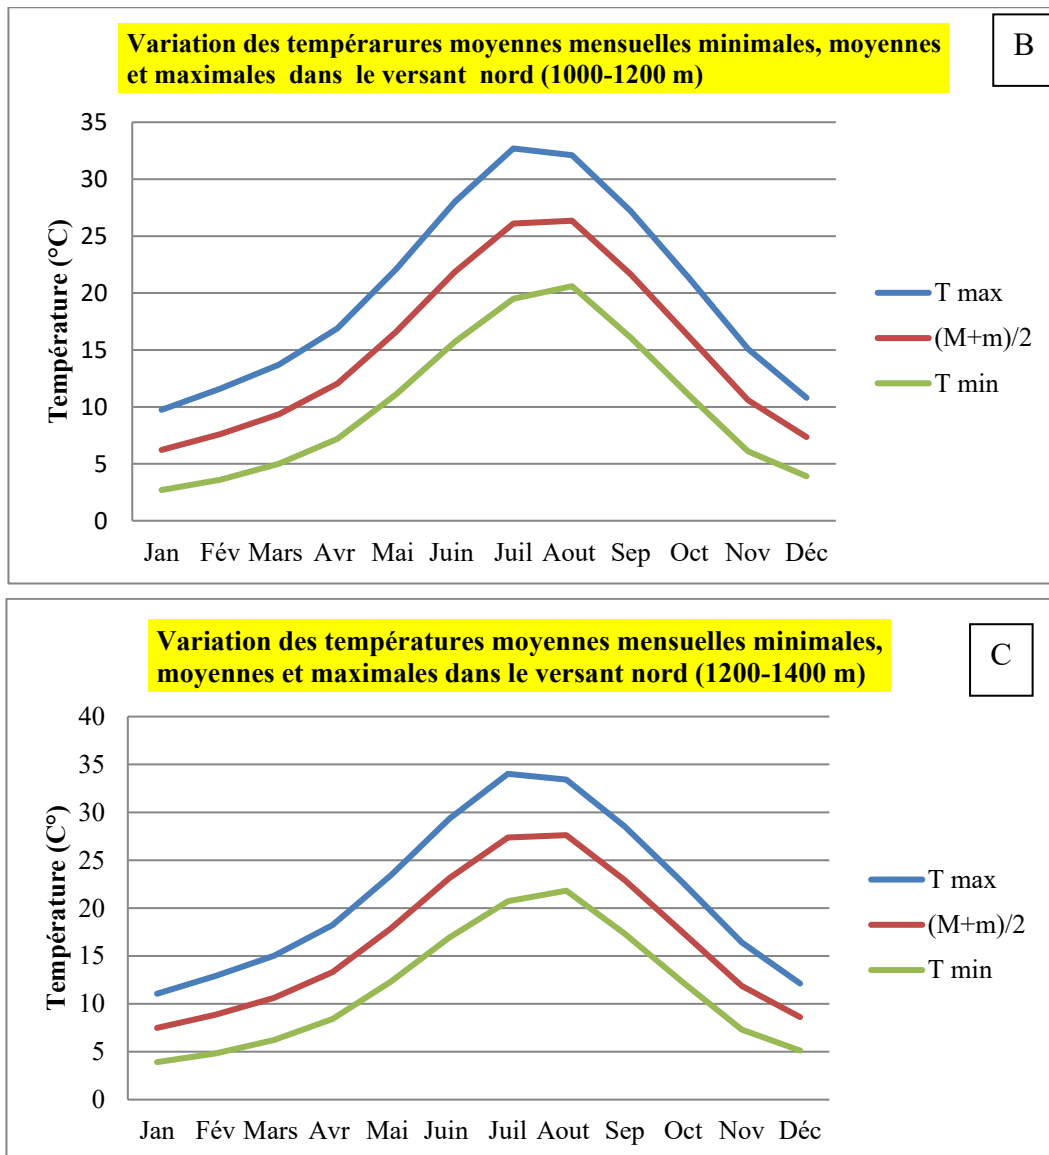 Variation des temprarures moyennes mensuelles minimales, moyennes
et maximales dans le versant nord (1000-1200 m)
B
35
30
25
20
15
10
5
0
Température (°C)
Jan Fév Mars Avr Mai Juin Juil Aout Sep Oct Nov Déc
T max
(M+m)/2
T min
Variation des températures moyennes mensuelles minimales,
moyennes et maximales dans le versant nord (1200-1400 m)
C
40
35
30
25
20
15
10
5
0
Température (C°)
Jan Fév Mars Avr Mai Juin Juil Aout Sep Oct Nov Déc
T max
(M+m)/2
T min